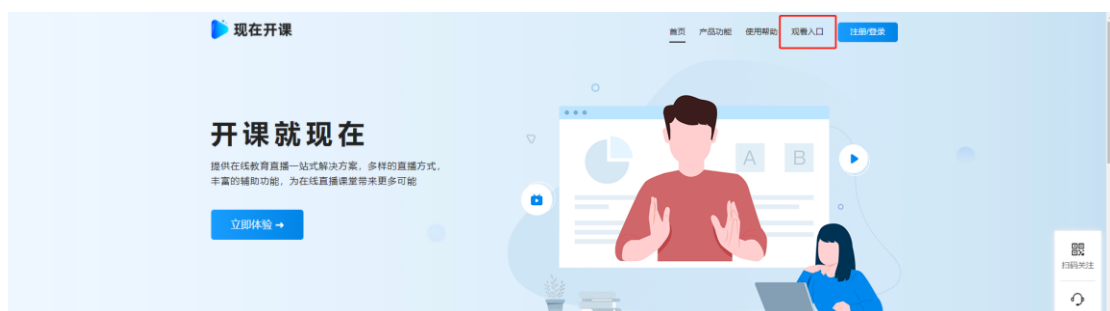 现在开课
首页 产品功能 使用帮助 观看入口 注册/登录
开课就现在
提供在线教育直播一站式解决方案，多样的直播方式，
丰富的辅助功能，为在线直播课堂带来更多可能
立即体验 →
A B
扫码关注